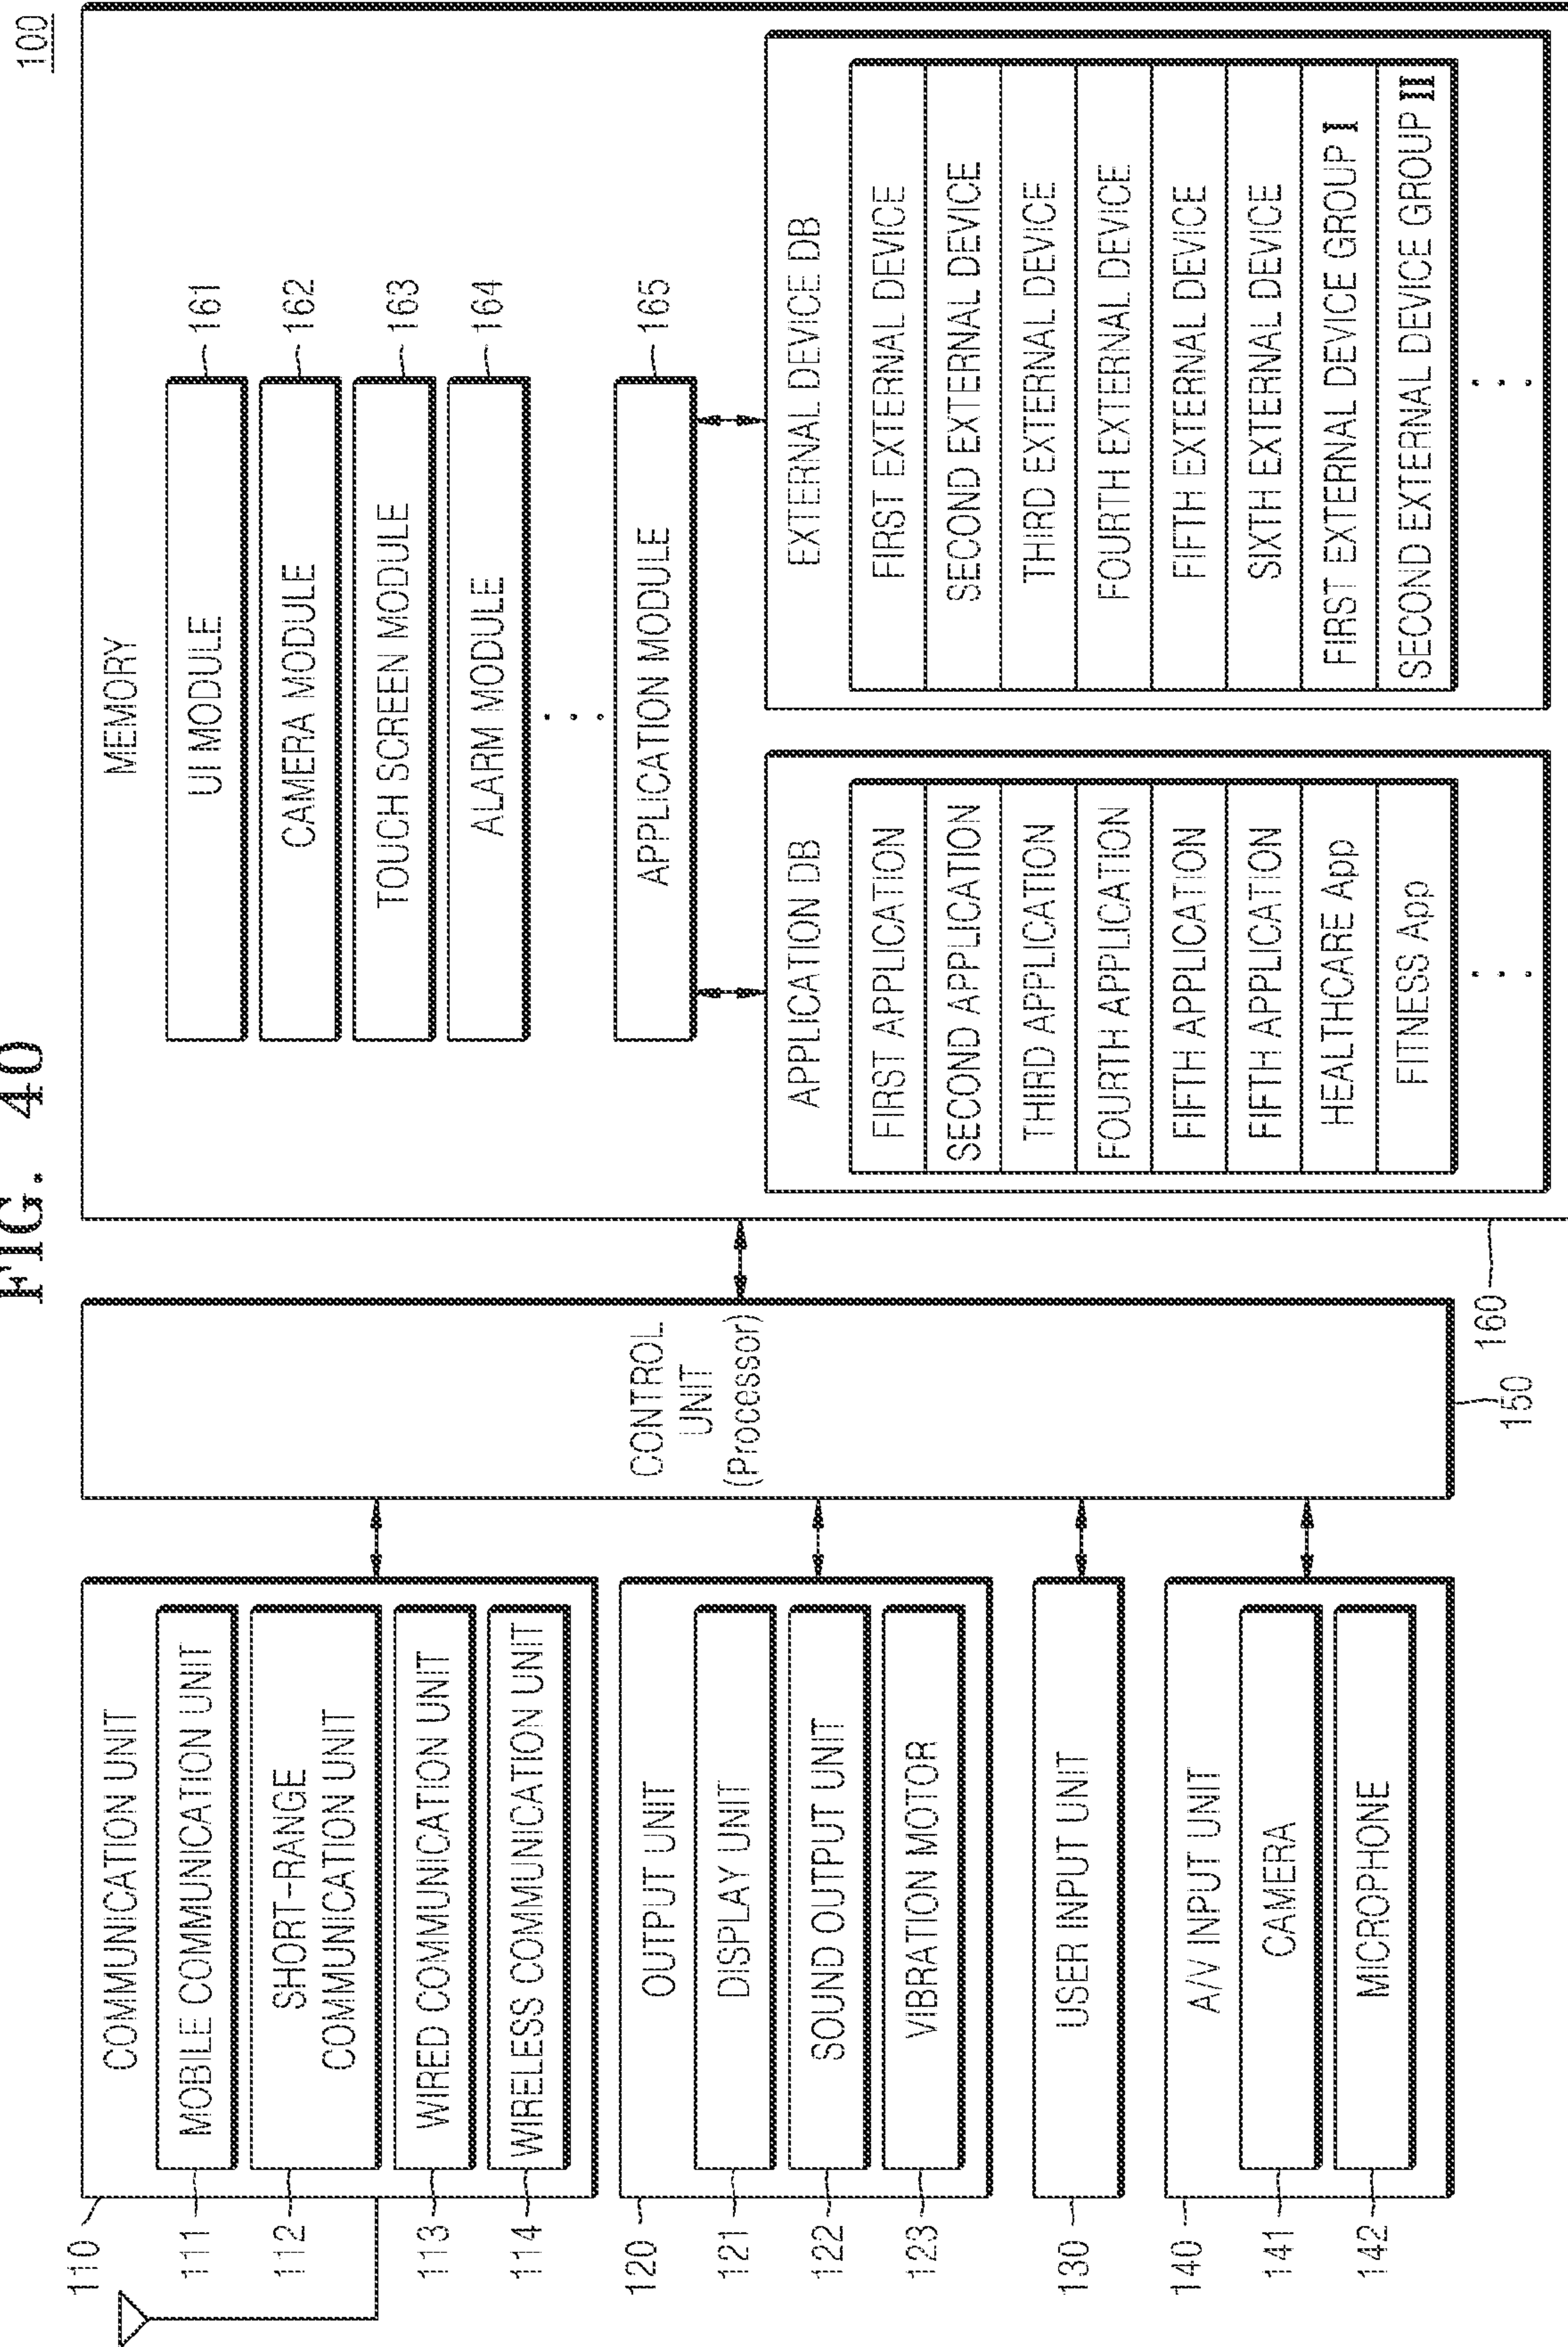 FIG. 40
100
110
COMMUNICATION UNIT
111
MOBILE COMMUNICATION UNIT
112
SHORT-RANGE
COMMUNICATION UNIT
113
WIRED COMMUNICATION UNIT
114
WIRELESS COMMUNICATION UNIT
120
OUTPUT UNIT
121
DISPLAY UNIT
122
SOUND OUTPUT UNIT
123
VIBRATION MOTOR
130
USER INPUT UNIT
140
A/V INPUT UNIT
141
CAMERA
142
MICROPHONE
CONTROL
UNIT
(Processor)
150
160
MEMORY
UI MODULE
161
CAMERA MODULE
162
TOUCH SCREEN MODULE
163
ALARM MODULE
164
APPLICATION MODULE
165
APPLICATION DB
FIRST APPLICATION
SECOND APPLICATION
THIRD APPLICATION
FOURTH APPLICATION
FIFTH APPLICATION
FIFTH APPLICATION
HEALTHCARE App
FITNESS App
EXTERNAL DEVICE DB
FIRST EXTERNAL DEVICE
SECOND EXTERNAL DEVICE
THIRD EXTERNAL DEVICE
FOURTH EXTERNAL DEVICE
FIFTH EXTERNAL DEVICE
SIXTH EXTERNAL DEVICE
FIRST EXTERNAL DEVICE GROUP I
SECOND EXTERNAL DEVICE GROUP II